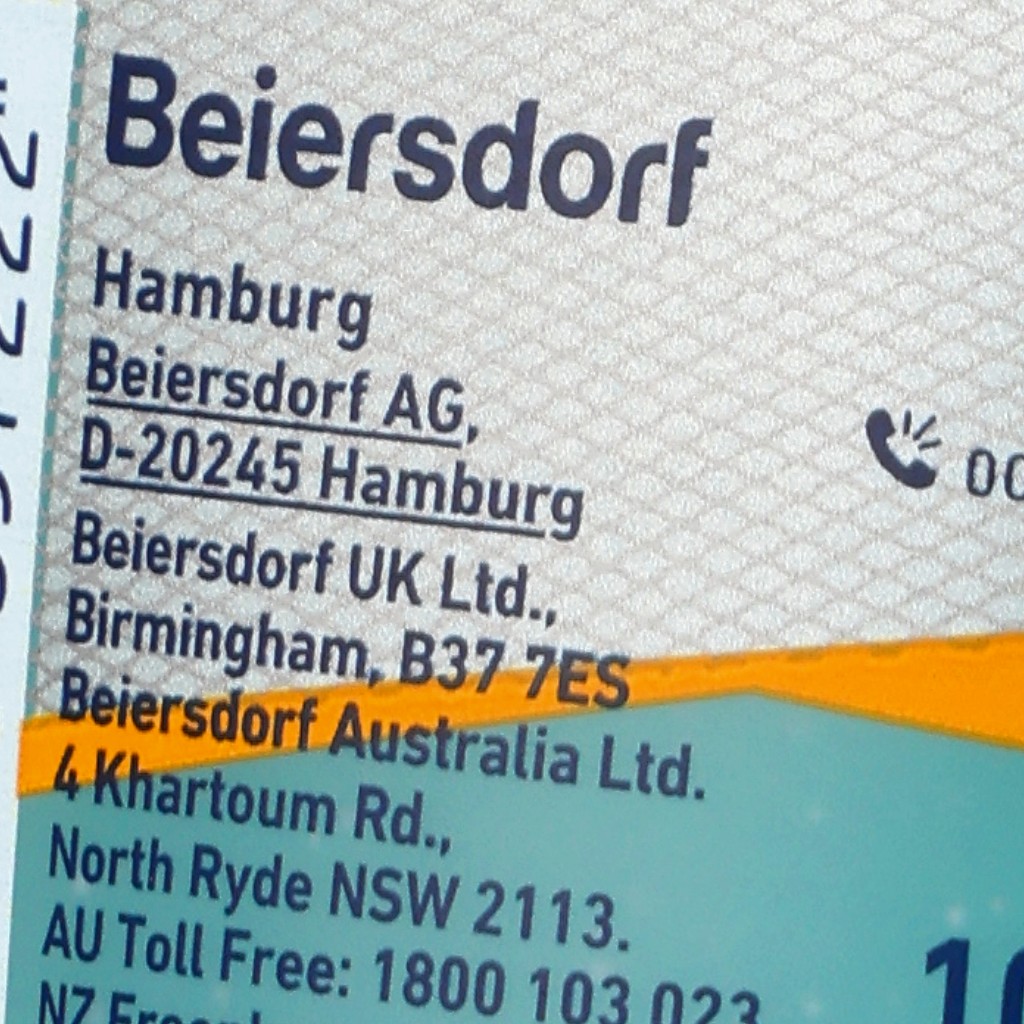 Beiersdorf
Hamburg
Beiersdorf AG,
D-20245 Hamburg
Beiersdorf UK Ltd.,
Birmingham, B37 7ES
Beiersdorf Australia Ltd.
4 Khartoum Rd.,
North Ryde NSW 2113.
AU Toll Free: 1800 103 023
NZ